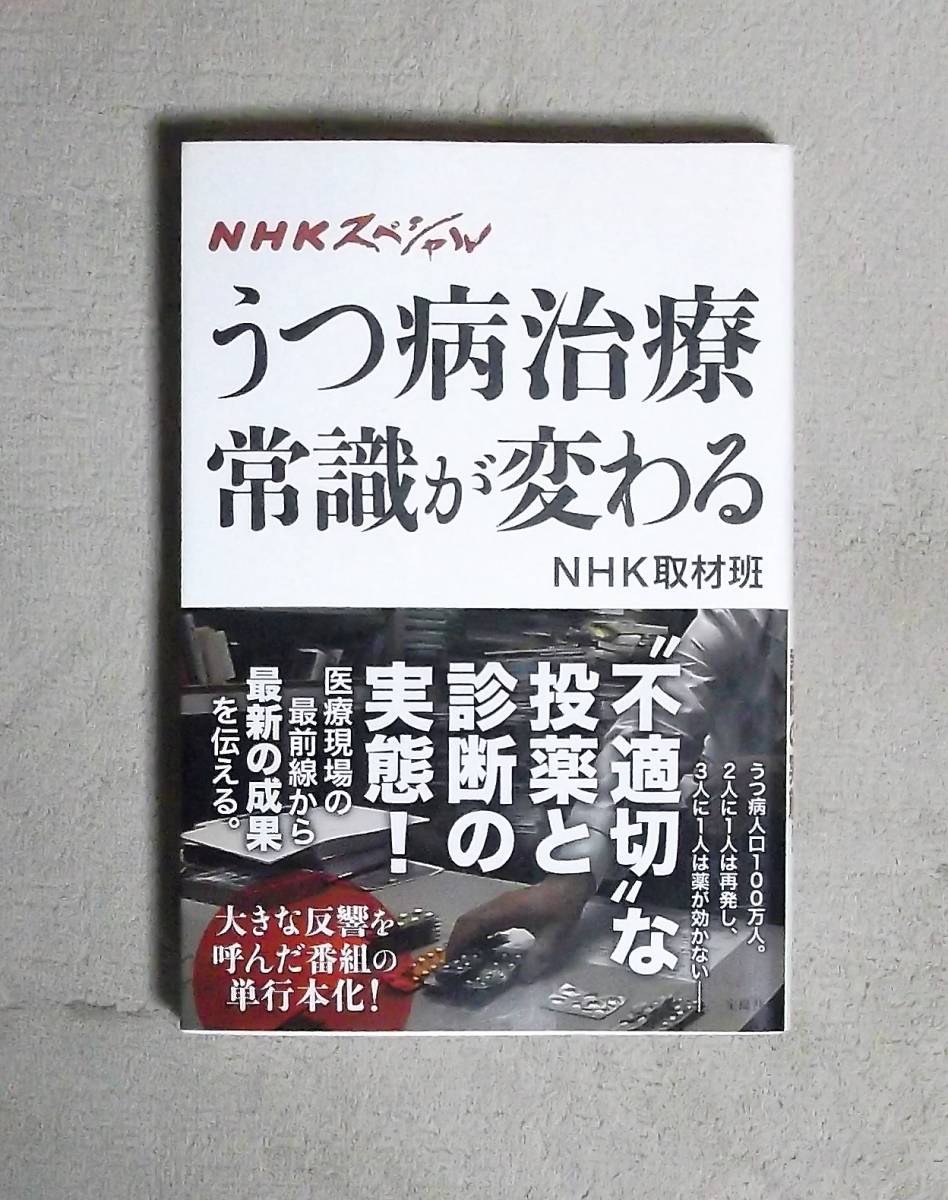 NHKスペシャル
うつ病治療
常識が変わる
NHK取材班
うつ病人口100万人。
2人に1人は再発し、
3人に1人は薬が効かない──
〝不適切〟な
投薬と
診断の
実態！
医療現場の
最前線から
最新の成果
を伝える。
大きな反響を
呼んだ番組の
単行本化！
宝島社